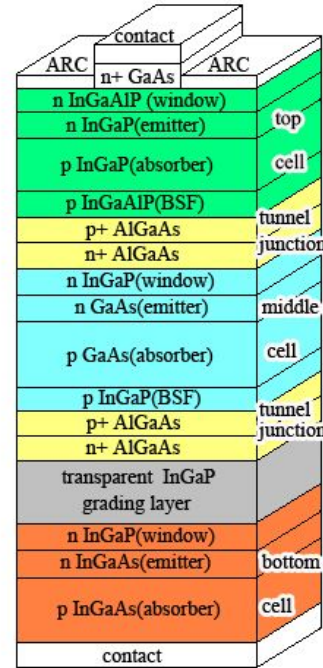 contact
ARC
ARC
n+ GaAs
n InGaAlP (window)
n InGaP(emitter)
top
p InGaP(absorber)
cell
p InGaAlP(BSF)
p+ AlGaAs
tunnel
n+ AlGaAs
junction
n InGaP(window)
n GaAs(emitter)
middle
p GaAs(absorber)
cell
p InGaP(BSF)
p+ AlGaAs
tunnel
n+ AlGaAs
junction
transparent InGaP
grading layer
n InGaP(window)
n InGaAs(emitter)
bottom
p InGaAs(absorber)
cell
contact